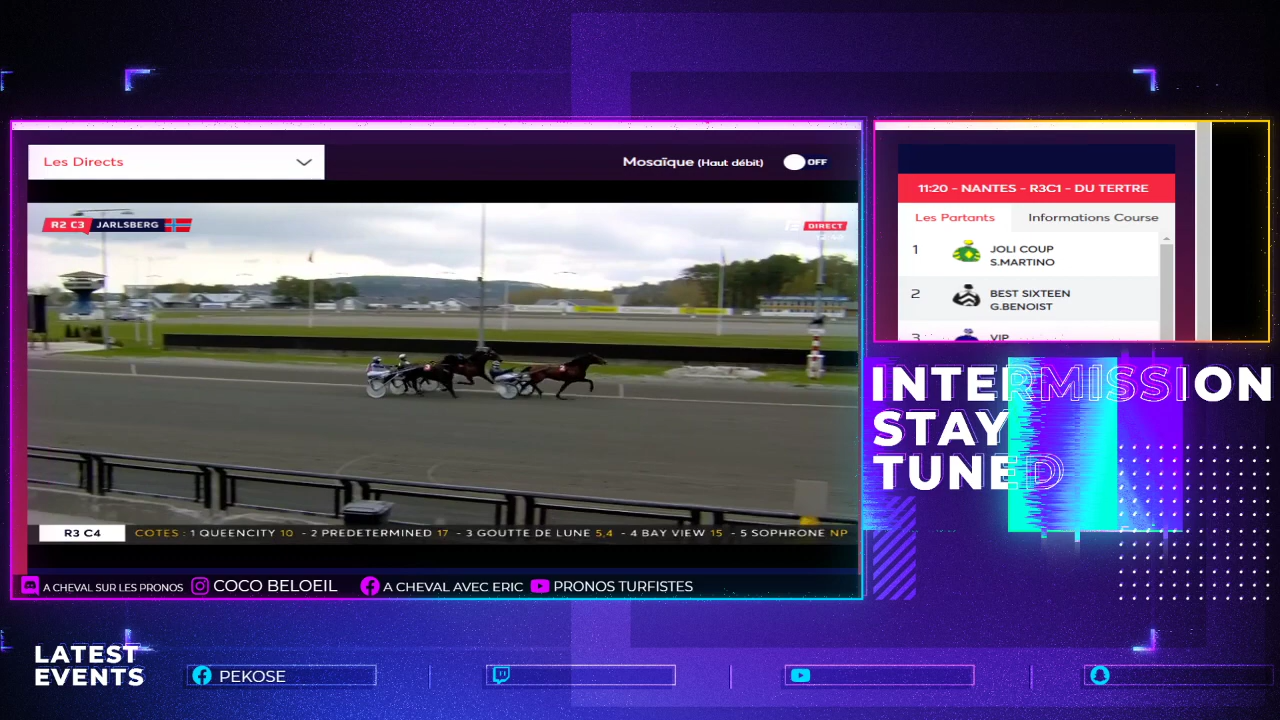 Les Directs
Mosaïque (Haut débit)
OFF
R2 C3 JARLSBERG
DIRECT
R3 C4 COTES : 1 QUEENCITY 10 - 2 PREDETERMINED 17 - 3 GOUTTE DE LUNE 5,4 - 4 BAY VIEW 15 - 5 SOPHRONE NP
A CHEVAL SUR LES PRONOS COCO BELOEIL A CHEVAL AVEC ERIC PRONOS TURFISTES
11:20 - NANTES - R3C1 - DU TERTRE
Les Partants Informations Course
1 JOLI COUP
S.MARTINO
2 BEST SIXTEEN
G.BENOIST
3 VIP
INTERMISSION
STAY
TUNED
LATEST
EVENTS
PEKOSE